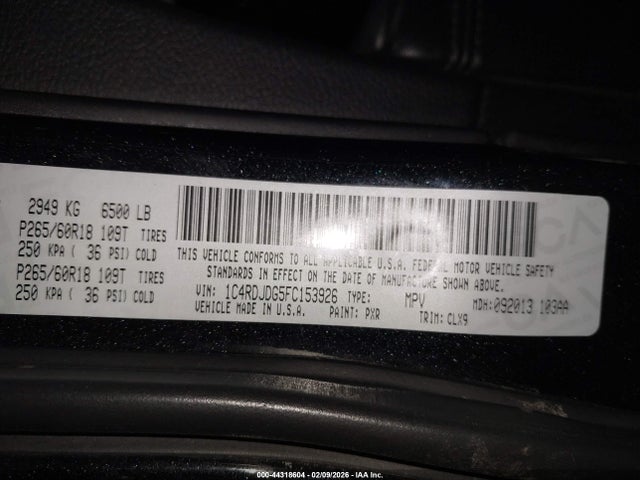 2949 KG 6500 LB
P265/60R18 109T TIRES
250 KPA ( 36 PSI) COLD
P265/60R18 109T TIRES
250 KPA ( 36 PSI) COLD
THIS VEHICLE CONFORMS TO ALL APPLICABLE U.S.A. FEDERAL MOTOR VEHICLE SAFETY
STANDARDS IN EFFECT ON THE DATE OF MANUFACTURE SHOWN ABOVE.
VIN: 1C4RDJDG5FC153926 TYPE: MPV MDH: 092013 103AA
VEHICLE MADE IN U.S.A. PAINT: PXR TRIM: CLX9
000-44318604 - 02/09/2026 - IAA Inc.